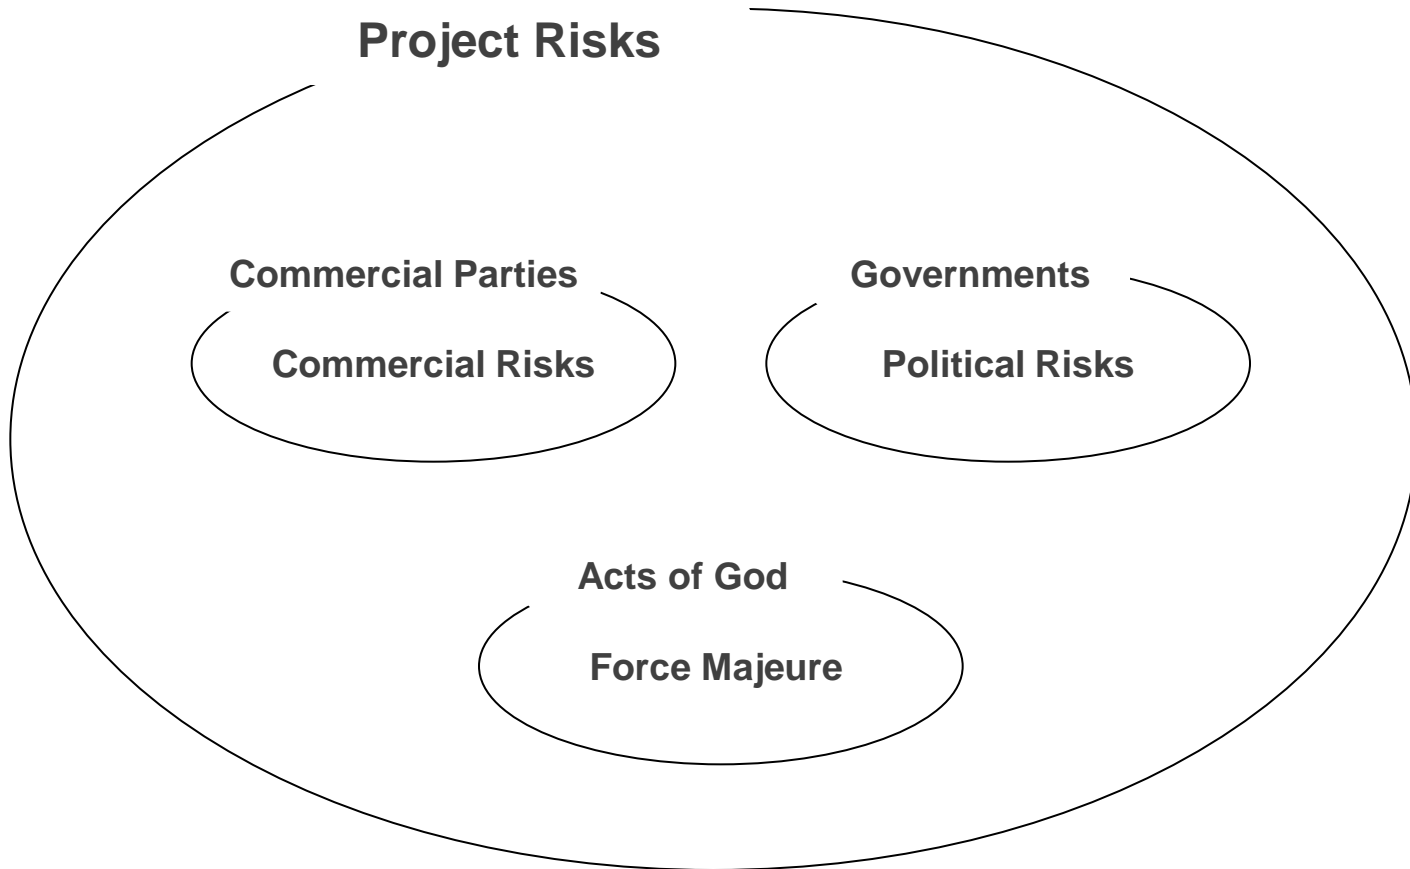 Project Risks
Commercial Parties
Commercial Risks
Governments
Political Risks
Acts of God
Force Majeure